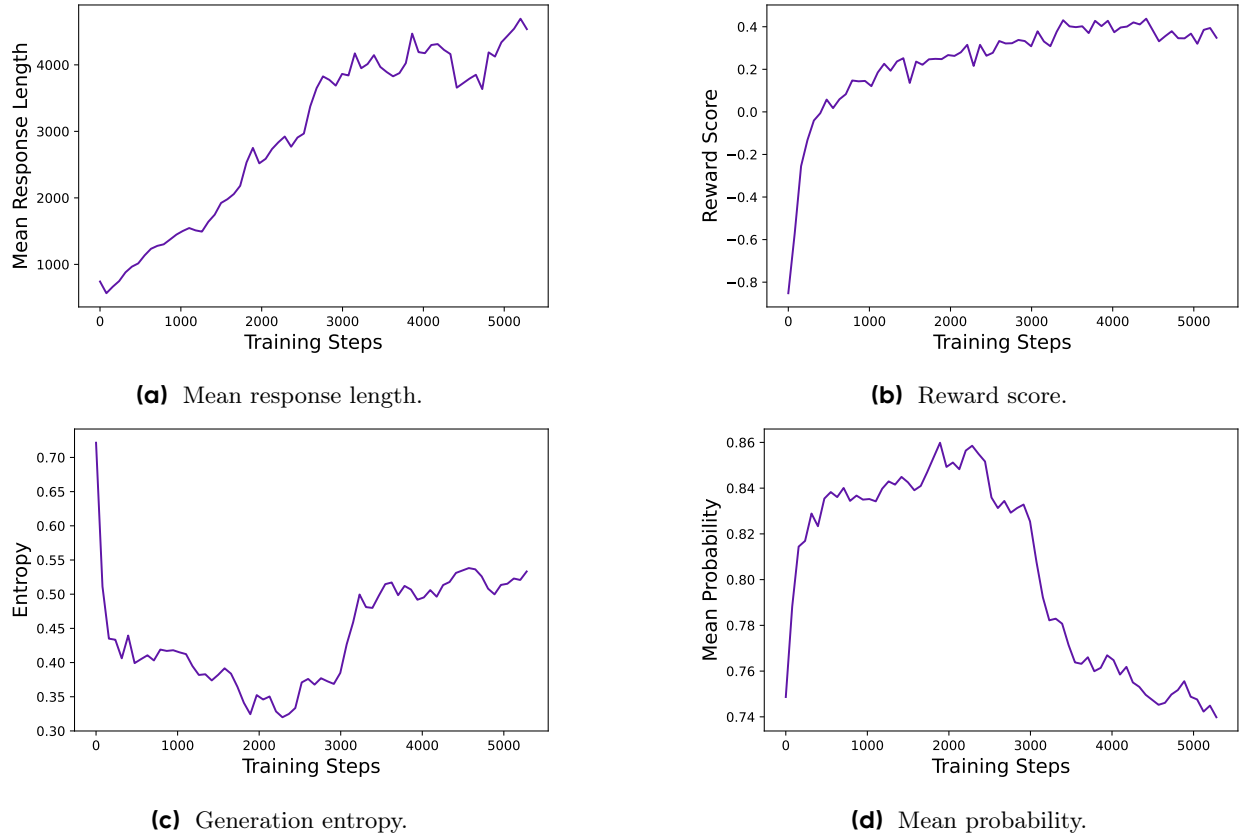 Mean Response Length
4000
3000
2000
1000
0 1000 2000 3000 4000 5000
Training Steps
(a) Mean response length.
Reward Score
0.4
0.2
0.0
−0.2
−0.4
−0.6
−0.8
0 1000 2000 3000 4000 5000
Training Steps
(b) Reward score.
Entropy
0.70
0.65
0.60
0.55
0.50
0.45
0.40
0.35
0.30
0 1000 2000 3000 4000 5000
Training Steps
(c) Generation entropy.
Mean Probability
0.86
0.84
0.82
0.80
0.78
0.76
0.74
0 1000 2000 3000 4000 5000
Training Steps
(d) Mean probability.